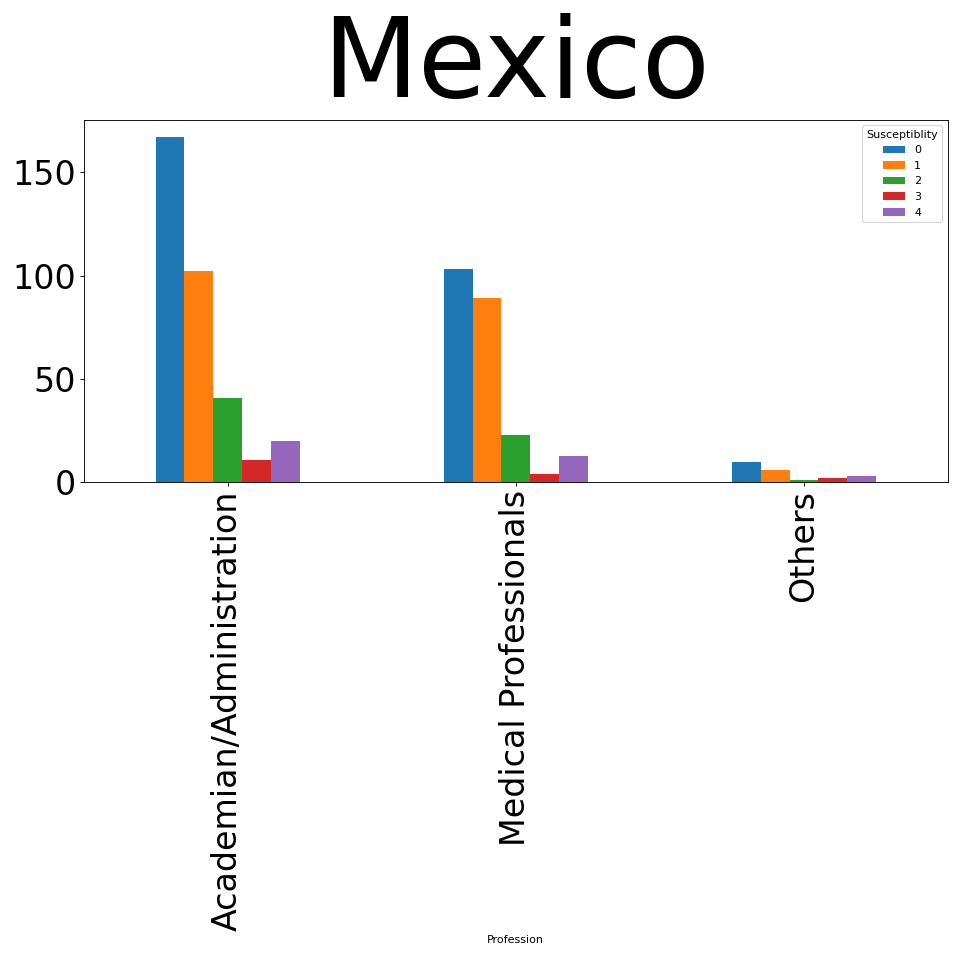 Mexico
Susceptiblity
0
1
2
3
4
150
100
50
0
Academian/Administration
Medical Professionals
Others
Profession